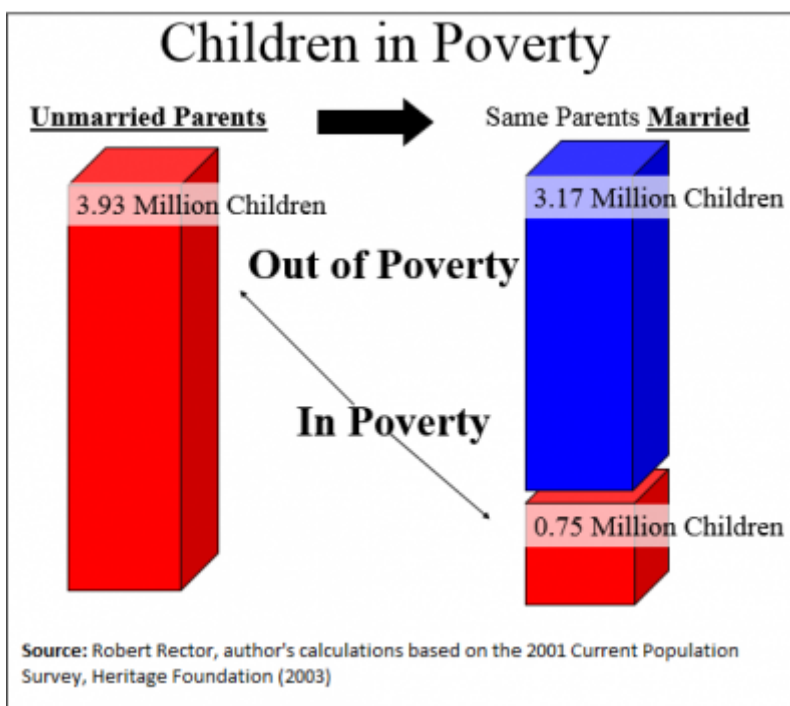 Children in Poverty
Unmarried Parents
Same Parents Married
3.93 Million Children
3.17 Million Children
Out of Poverty
In Poverty
0.75 Million Children
Source: Robert Rector, author's calculations based on the 2001 Current Population
Survey, Heritage Foundation (2003)